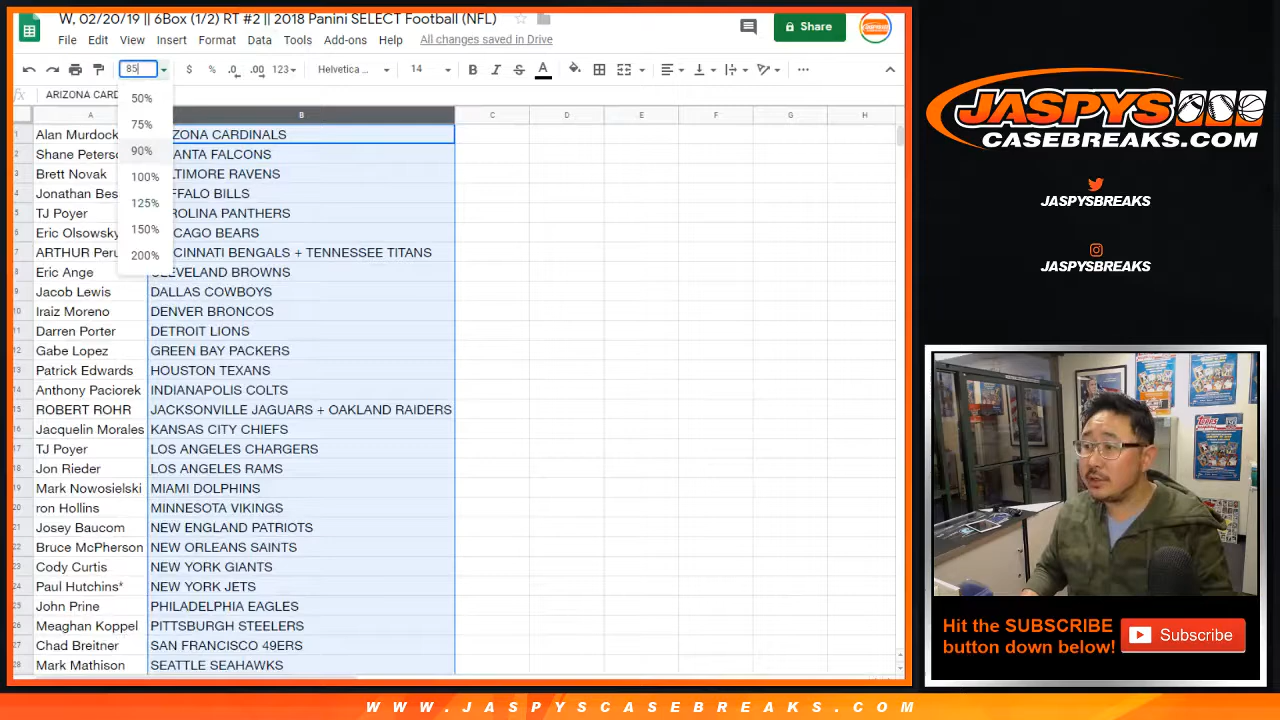 W, 02/20/19 || 6Box (1/2) RT #2 || 2018 Panini SELECT Football (NFL)
File Edit View Insert Format Data Tools Add-ons Help All changes saved in Drive
Share
85 $ % .0 .00 123 Helvetica ... 14 B I S A
fx ARIZONA CARD
50%
75%
90%
100%
125%
150%
200%
A B C D E F G H
1 Alan Murdock ZONA CARDINALS
2 Shane Peterso ANTA FALCONS
3 Brett Novak LTIMORE RAVENS
4 Jonathan Bes FFALO BILLS
5 TJ Poyer ROLINA PANTHERS
6 Eric Olsowsky CAGO BEARS
7 ARTHUR Peru CINNATI BENGALS + TENNESSEE TITANS
8 Eric Ange CLEVELAND BROWNS
9 Jacob Lewis DALLAS COWBOYS
10 Iraiz Moreno DENVER BRONCOS
11 Darren Porter DETROIT LIONS
12 Gabe Lopez GREEN BAY PACKERS
13 Patrick Edwards HOUSTON TEXANS
14 Anthony Paciorek INDIANAPOLIS COLTS
15 ROBERT ROHR JACKSONVILLE JAGUARS + OAKLAND RAIDERS
16 Jacquelin Morales KANSAS CITY CHIEFS
17 TJ Poyer LOS ANGELES CHARGERS
18 Jon Rieder LOS ANGELES RAMS
19 Mark Nowosielski MIAMI DOLPHINS
20 ron Hollins MINNESOTA VIKINGS
21 Josey Baucom NEW ENGLAND PATRIOTS
22 Bruce McPherson NEW ORLEANS SAINTS
23 Cody Curtis NEW YORK GIANTS
24 Paul Hutchins* NEW YORK JETS
25 John Prine PHILADELPHIA EAGLES
26 Meaghan Koppel PITTSBURGH STEELERS
27 Chad Breitner SAN FRANCISCO 49ERS
28 Mark Mathison SEATTLE SEAHAWKS
JASPYS
CASEBREAKS.COM
JASPYSBREAKS
JASPYSBREAKS
topps
Hit the SUBSCRIBE
button down below!
Subscribe
WWW.JASPYSCASEBREAKS.COM